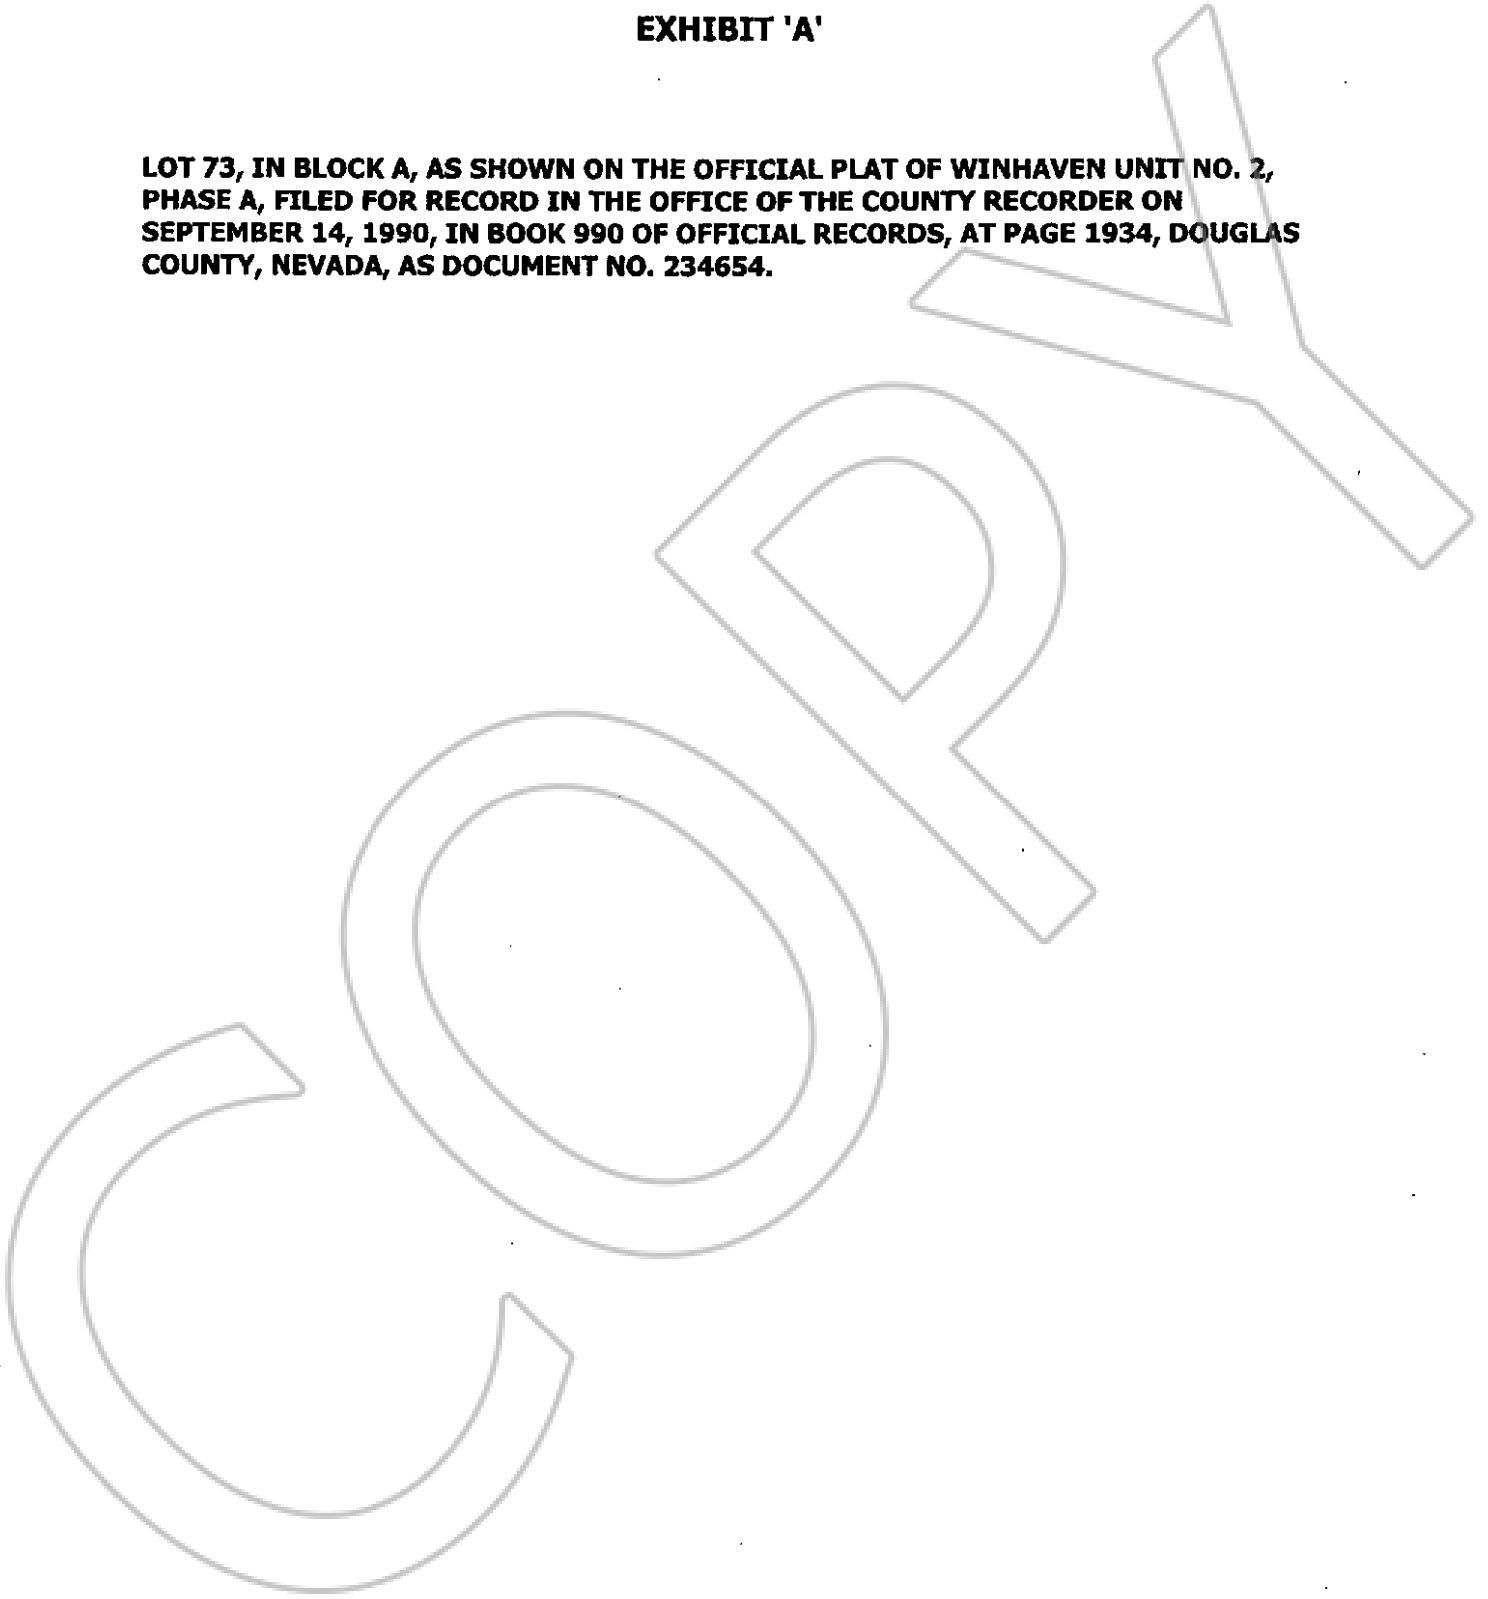 EXHIBIT 'A'
LOT 73, IN BLOCK A, AS SHOWN ON THE OFFICIAL PLAT OF WINHAVEN UNIT NO. 2,
PHASE A, FILED FOR RECORD IN THE OFFICE OF THE COUNTY RECORDER ON
SEPTEMBER 14, 1990, IN BOOK 990 OF OFFICIAL RECORDS, AT PAGE 1934, DOUGLAS
COUNTY, NEVADA, AS DOCUMENT NO. 234654.
COPY